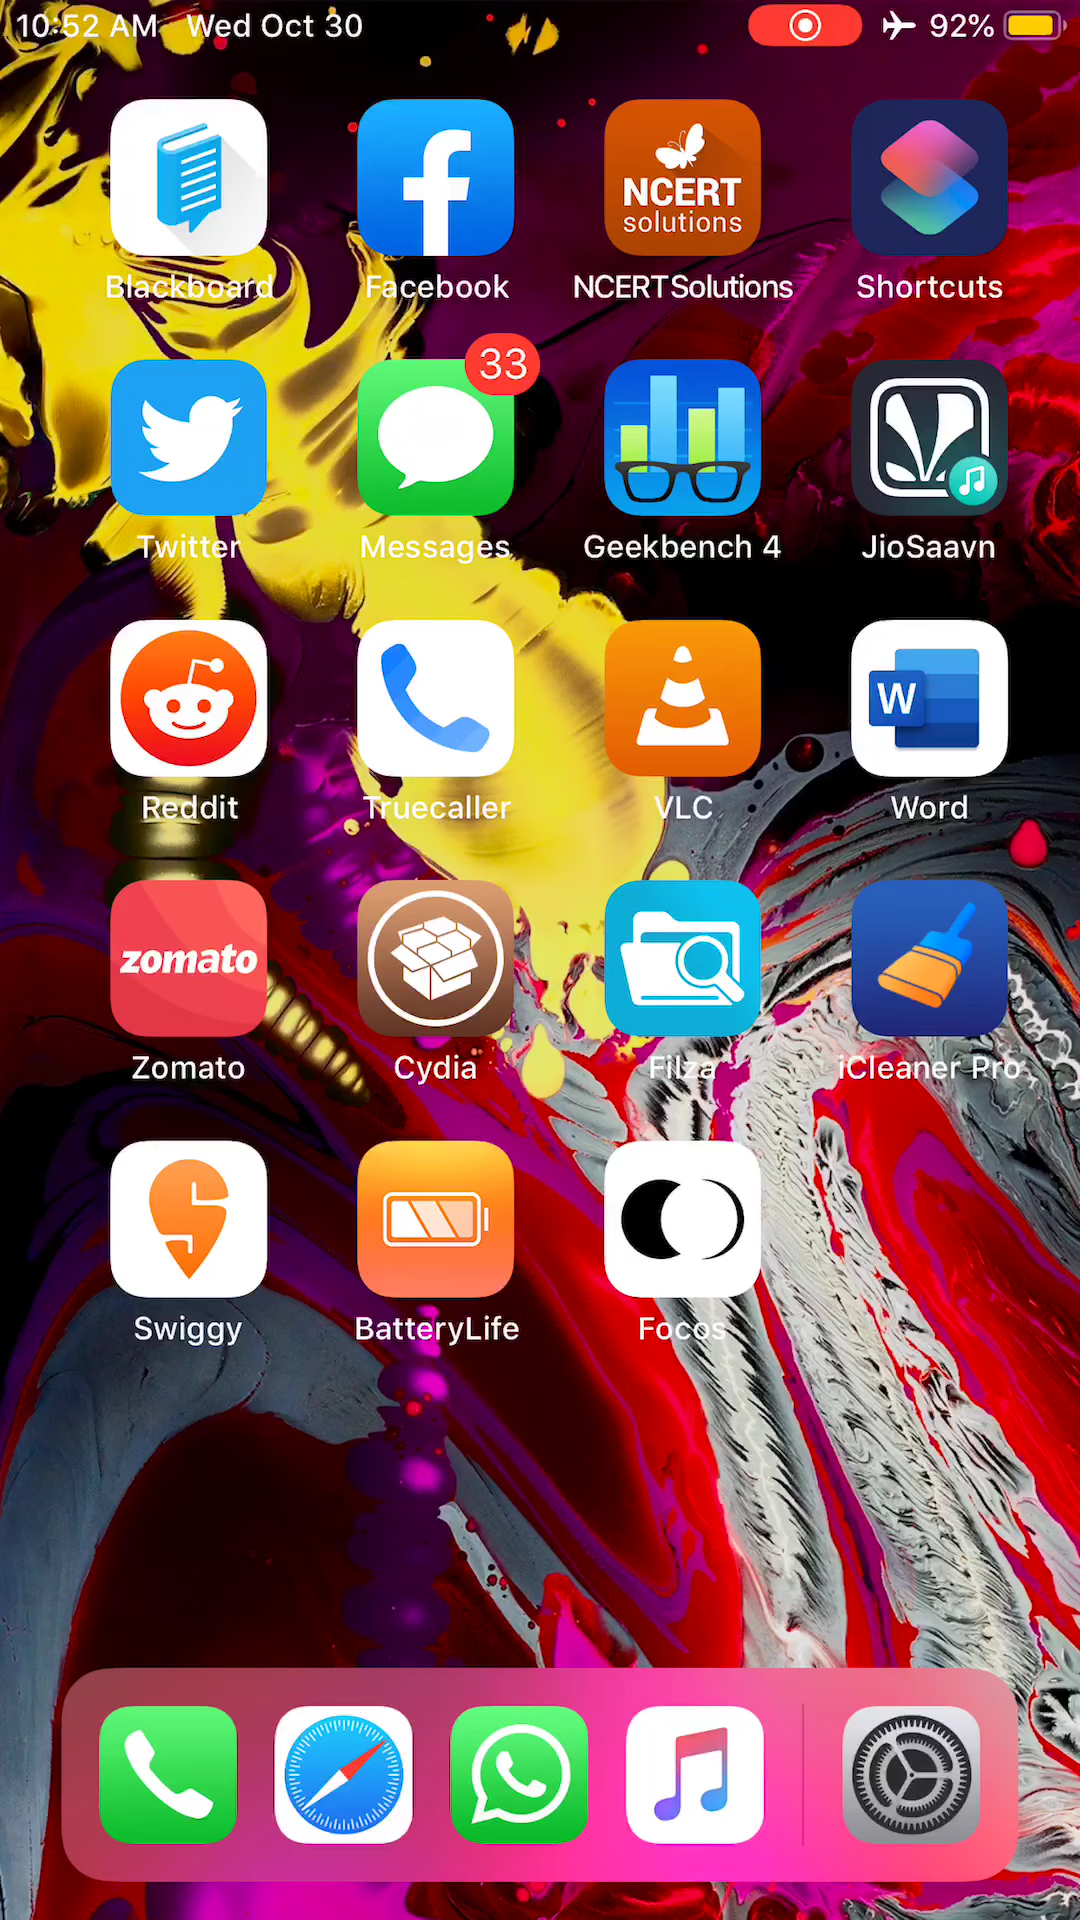 10:52 AM Wed Oct 30 92%
NCERT
solutions
Blackboard Facebook NCERTSolutions Shortcuts
33
Twitter Messages Geekbench 4 JioSaavn
W
Reddit Truecaller VLC Word
zomato
Zomato Cydia Filza iCleaner Pro
Swiggy BatteryLife Focos